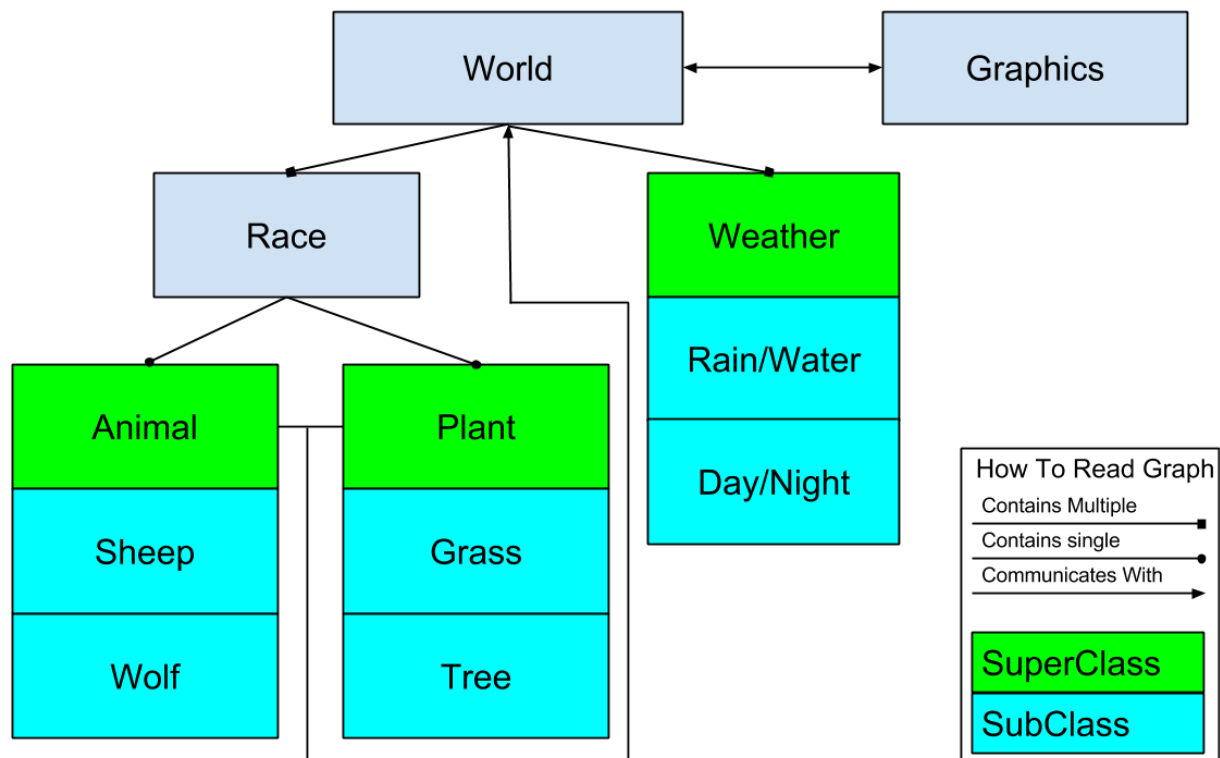 World
Graphics
Race
Weather
Rain/Water
Day/Night
Animal
Plant
Sheep
Grass
Wolf
Tree
How To Read Graph
Contains Multiple
Contains single
Communicates With
SuperClass
SubClass